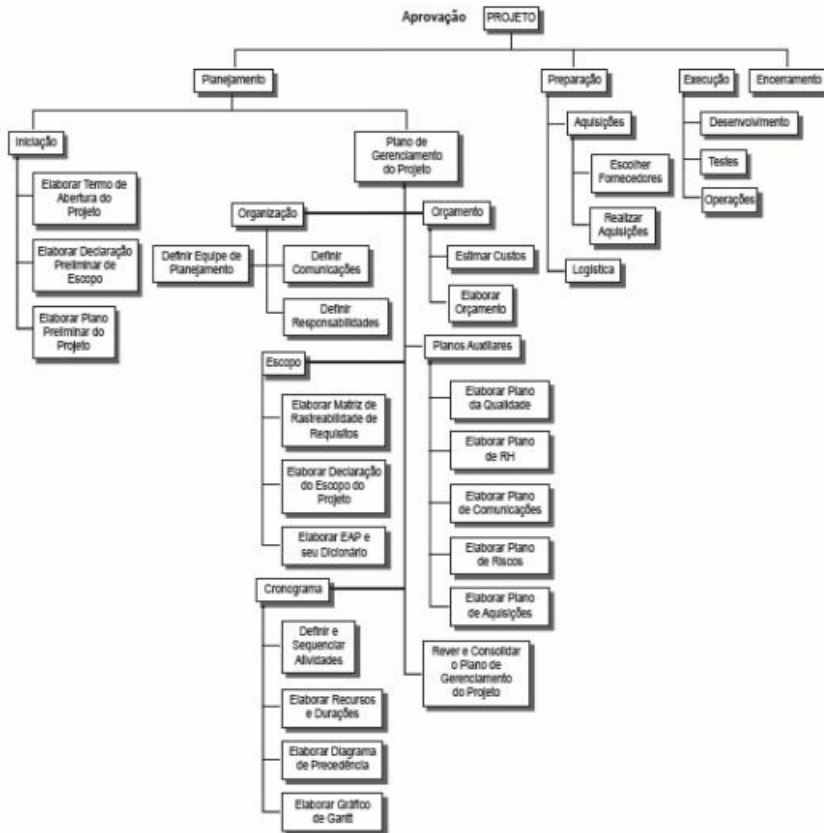 Aprovação
PROJETO
Planejamento
Preparação
Execução
Encerramento
Iniciação
Elaborar Termo de
Abertura do
Projeto
Elaborar Declaração
Preliminar de
Escopo
Elaborar Plano
Preliminar do
Projeto
Plano de
Gerenciamento
do Projeto
Organização
Definir Equipe de
Planejamento
Definir
Comunicações
Definir
Responsabilidades
Orçamento
Estimar Custos
Elaborar
Orçamento
Escopo
Elaborar Matriz de
Rastreabilidade de
Requisitos
Elaborar Declaração
do Escopo do
Projeto
Elaborar EAP e
seu Dicionário
Planos Auxiliares
Elaborar Plano
da Qualidade
Elaborar Plano
de RH
Elaborar Plano
de Comunicações
Elaborar Plano
de Riscos
Elaborar Plano
de Aquisições
Cronograma
Definir e
Sequenciar
Atividades
Elaborar Recursos
e Durações
Elaborar Diagrama
de Precedência
Elaborar Gráfico
de Gantt
Rever e Consolidar
o Plano de
Gerenciamento
do Projeto
Aquisições
Escolher
Fornecedores
Realizar
Aquisições
Logística
Desenvolvimento
Testes
Operações